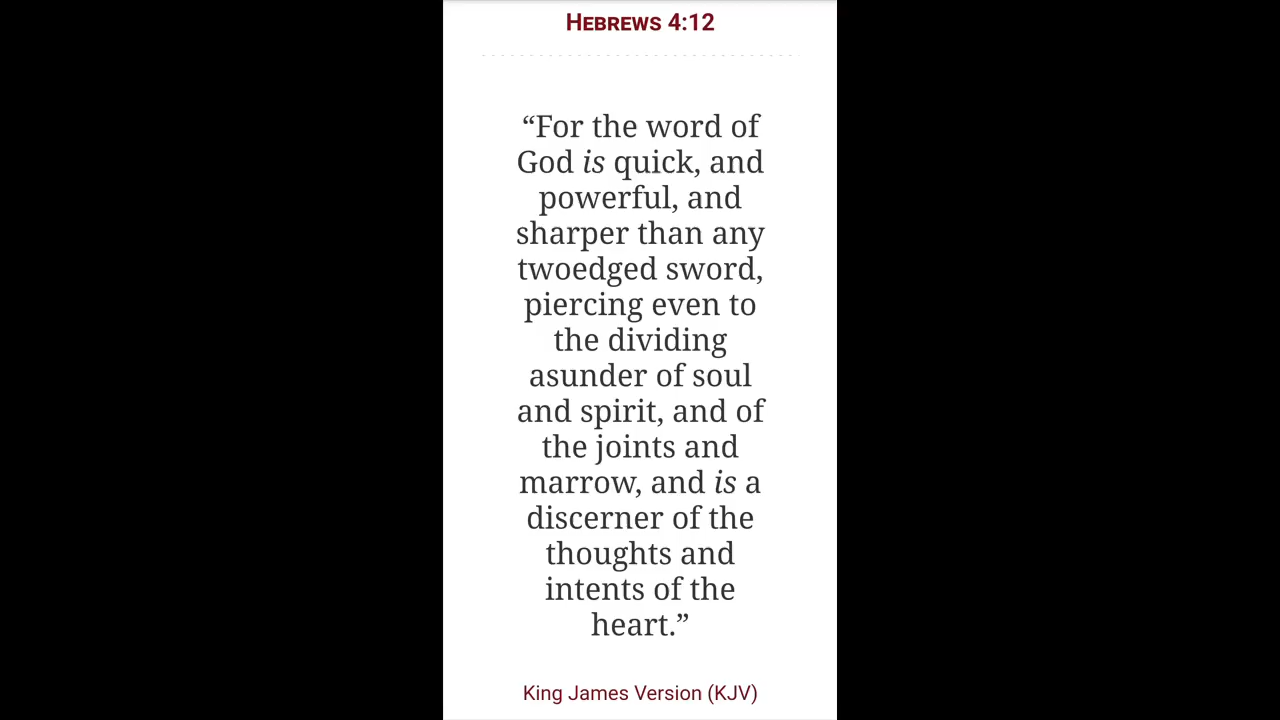 Hebrews 4:12
“For the word of
God is quick, and
powerful, and
sharper than any
twoedged sword,
piercing even to
the dividing
asunder of soul
and spirit, and of
the joints and
marrow, and is a
discerner of the
thoughts and
intents of the
heart.”
King James Version (KJV)